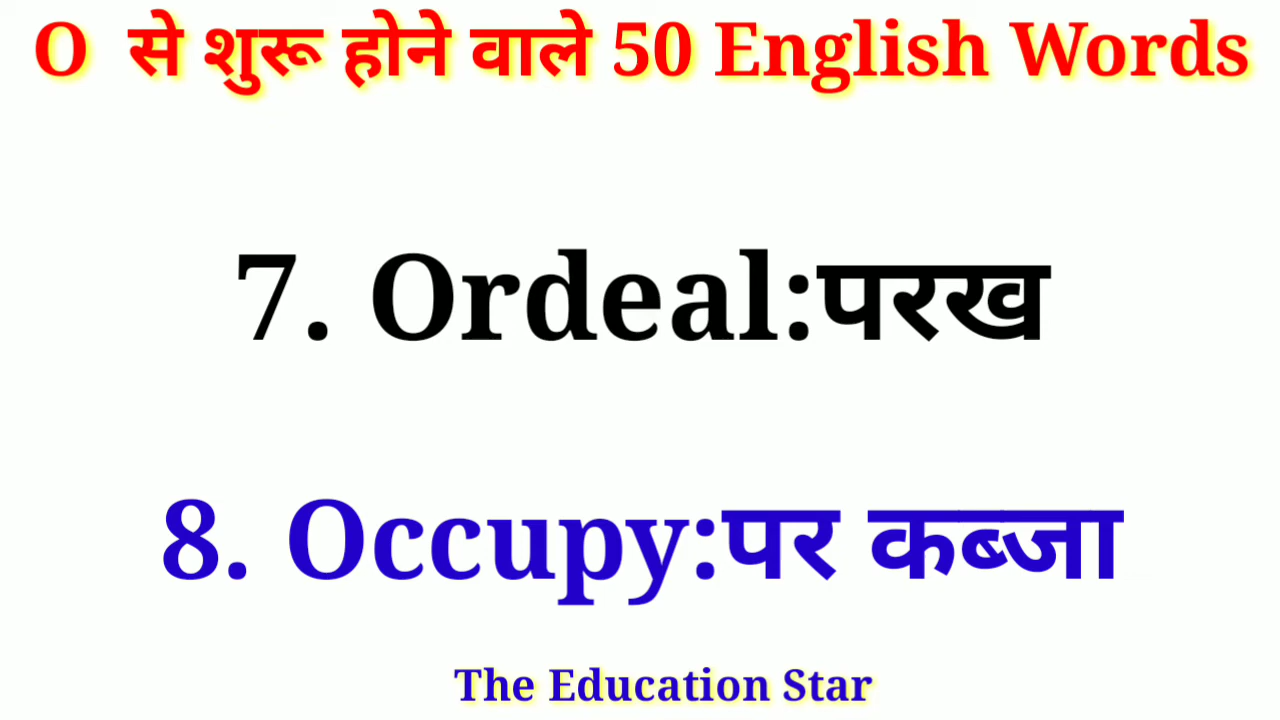 O से शुरू होने वाले 50 English Words
7. Ordeal:परख
8. Occupy:पर कब्जा
The Education Star